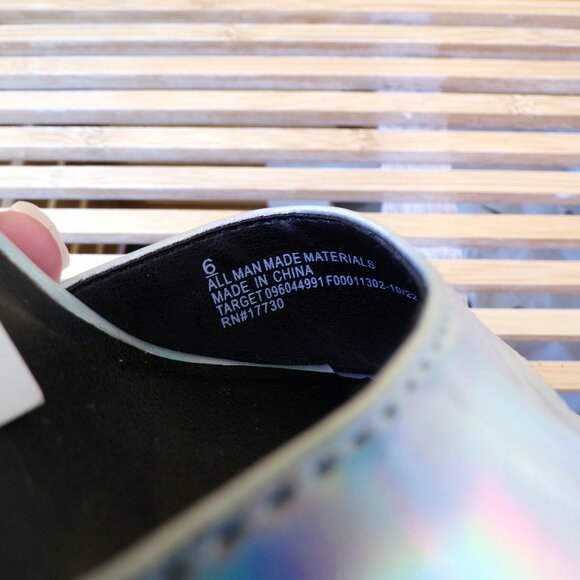 6
ALL MAN MADE MATERIALS
MADE IN CHINA
TARGET 096044991 F00011302-10/22
RN#17730